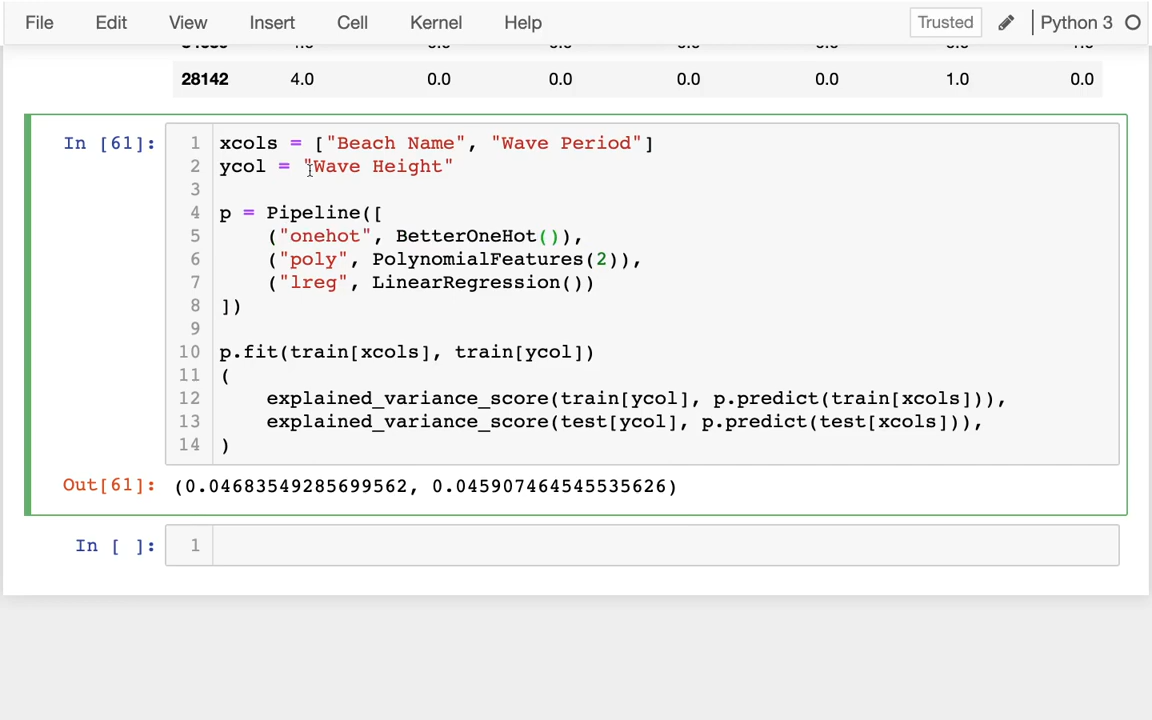 File Edit View Insert Cell Kernel Help Trusted Python 3
28142 4.0 0.0 0.0 0.0 0.0 1.0 0.0
In [61]:
1 xcols = ["Beach Name", "Wave Period"]
2 ycol = "Wave Height"
3
4 p = Pipeline([
5 ("onehot", BetterOneHot()),
6 ("poly", PolynomialFeatures(2)),
7 ("lreg", LinearRegression())
8 ])
9
10 p.fit(train[xcols], train[ycol])
11 (
12 explained_variance_score(train[ycol], p.predict(train[xcols])),
13 explained_variance_score(test[ycol], p.predict(test[xcols])),
14 )
Out[61]: (0.04683549285699562, 0.045907464545535626)
In [ ]: 1